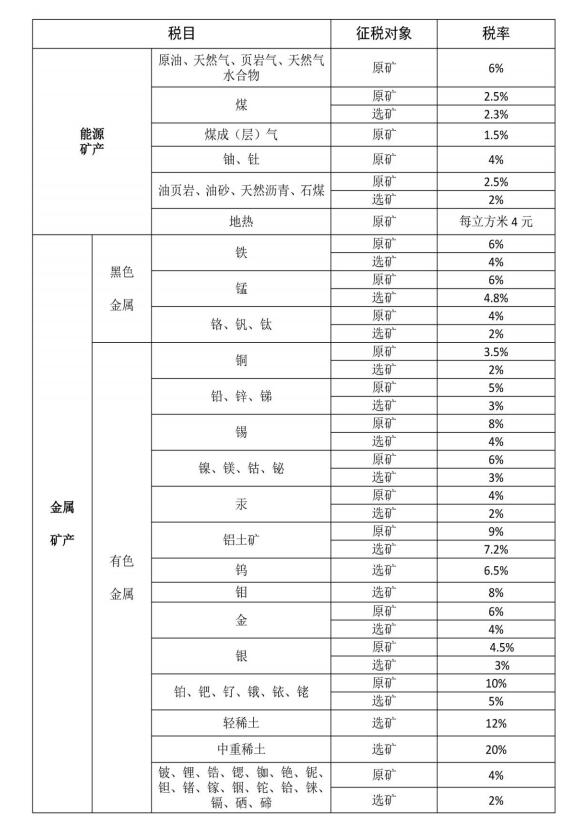 税目 征税对象 税率
能源
矿产
原油、天然气、页岩气、天然气
水合物
原矿 6%
煤
原矿 2.5%
选矿 2.3%
煤成（层）气 原矿 1.5%
铀、钍 原矿 4%
油页岩、油砂、天然沥青、石煤
原矿 2.5%
选矿 2%
地热 原矿 每立方米 4 元
金属
矿产
黑色
金属
铁
原矿 6%
选矿 4%
锰
原矿 6%
选矿 4.8%
铬、钒、钛
原矿 4%
选矿 2%
有色
金属
铜
原矿 3.5%
选矿 2%
铅、锌、锑
原矿 5%
选矿 3%
锡
原矿 8%
选矿 4%
镍、镁、钴、铋
原矿 6%
选矿 3%
汞
原矿 4%
选矿 2%
铝土矿
原矿 9%
选矿 7.2%
钨 选矿 6.5%
钼 选矿 8%
金
原矿 6%
选矿 4%
银
原矿 4.5%
选矿 3%
铂、钯、钌、锇、铱、铑
原矿 10%
选矿 5%
轻稀土 选矿 12%
中重稀土 选矿 20%
铍、锂、锆、锶、铷、铯、铌、
钽、锗、镓、铟、铊、铪、铼、
镉、硒、碲
原矿 4%
选矿 2%